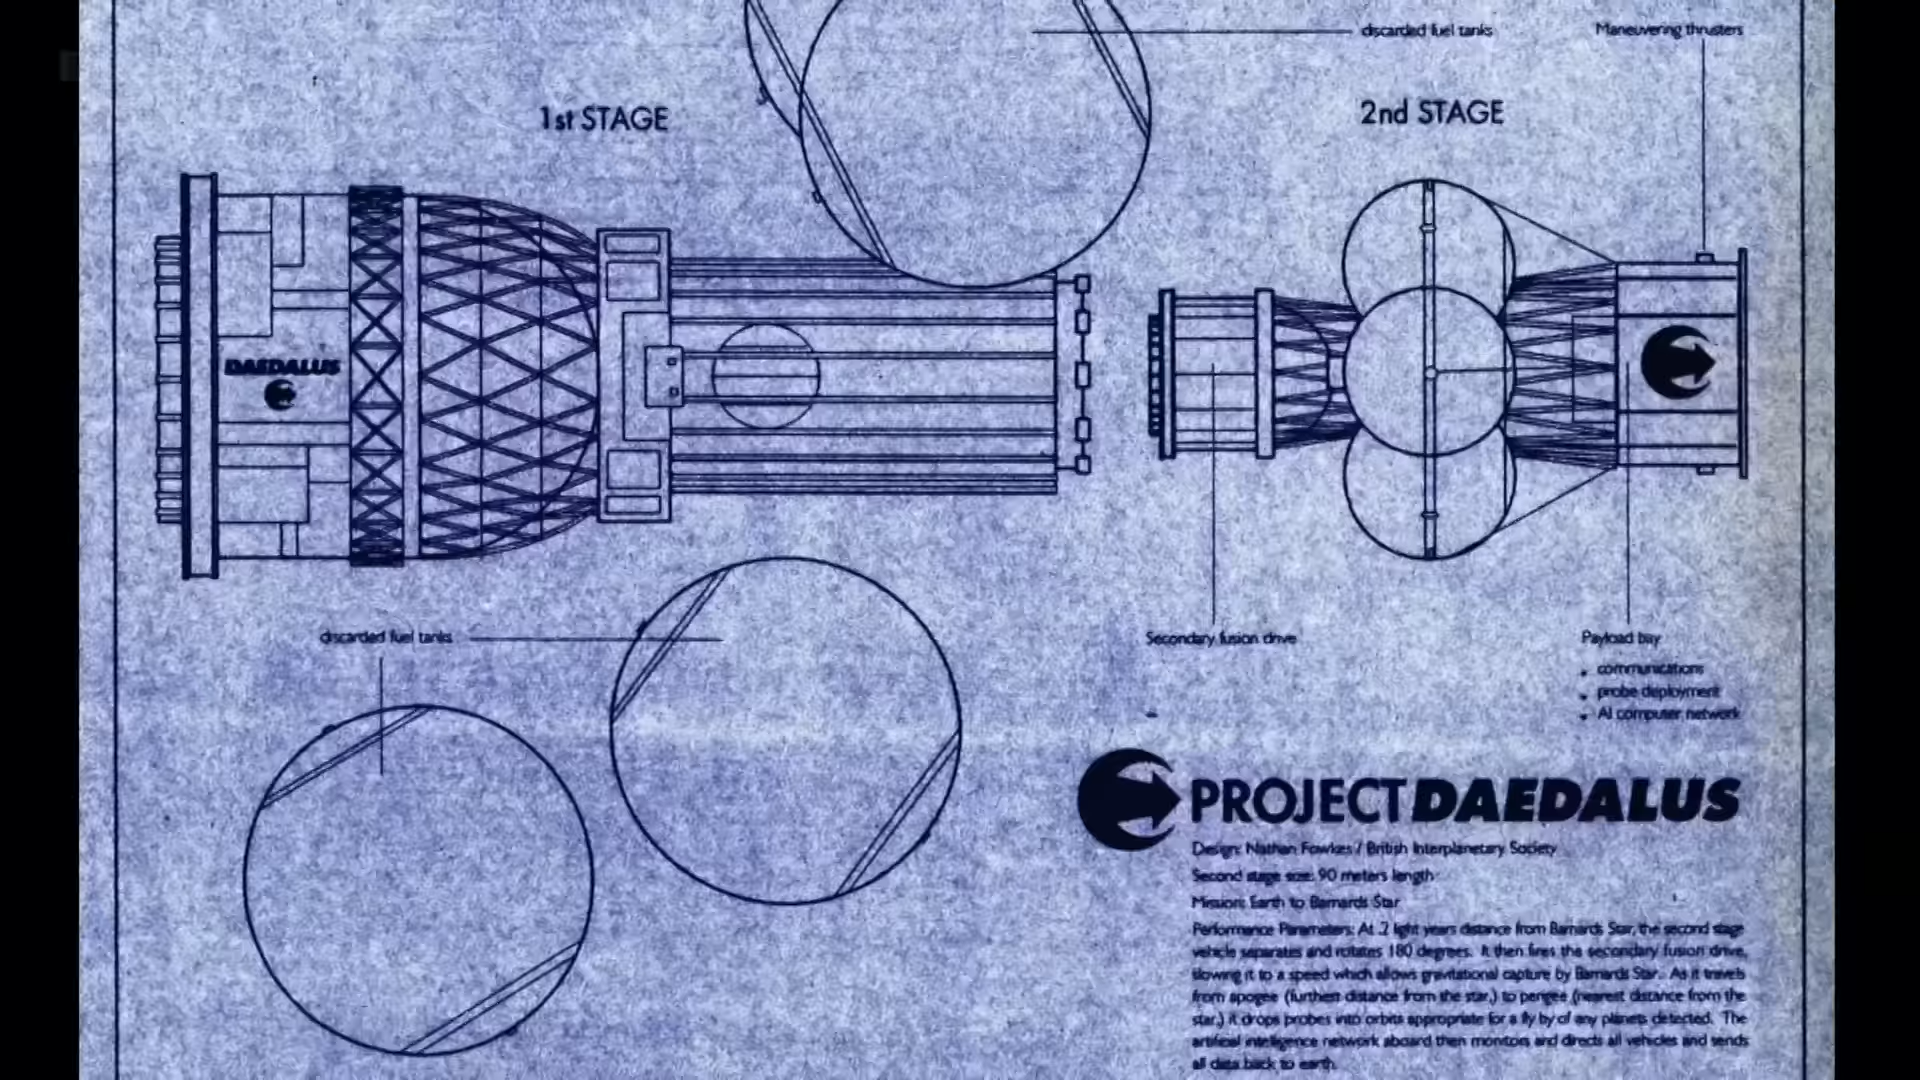 discarded fuel tanks
Maneuvering thrusters
1st STAGE
2nd STAGE
DAEDALUS
discarded fuel tanks
Secondary fusion drive
Payload bay
• communications
• probe deployment
• AI computer network
PROJECT DAEDALUS
Design: Nathan Fowkes / British Interplanetary Society
Second stage size: 90 meters length
Mission: Earth to Barnards Star
Performance Parameters: At .2 light years distance from Barnards Star, the second stage
vehicle separates and rotates 180 degrees. It then fires the secondary fusion drive,
slowing it to a speed which allows gravitational capture by Barnards Star. As it travels
from apogee (furthest distance from the star,) to perigee (nearest distance from the
star,) it drops probes into orbits appropriate for a fly by of any planets detected. The
artificial intelligence network aboard then monitors and directs all vehicles and sends
all data back to earth.